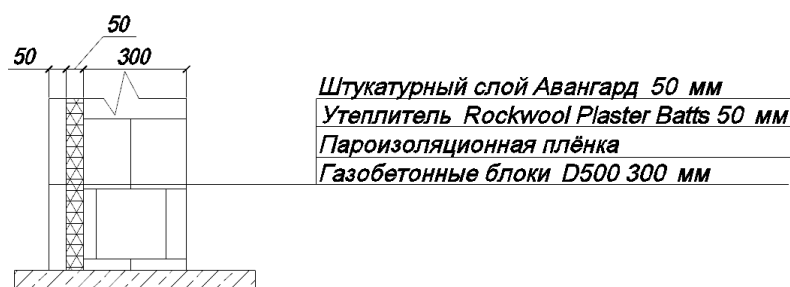 50
50 300
Штукатурный слой Авангард 50 мм
Утеплитель Rockwool Plaster Batts 50 мм
Пароизоляционная плёнка
Газобетонные блоки D500 300 мм